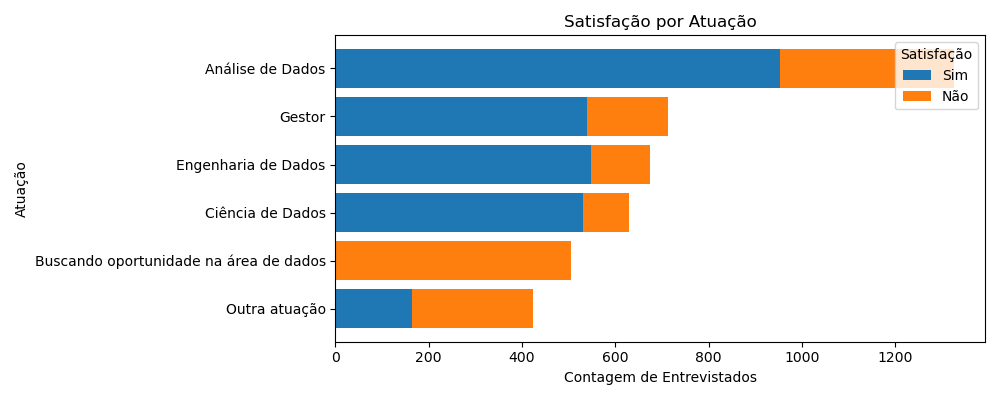 Satisfação por Atuação
Satisfação
Sim
Não
Atuação
Análise de Dados
Gestor
Engenharia de Dados
Ciência de Dados
Buscando oportunidade na área de dados
Outra atuação
0 200 400 600 800 1000 1200
Contagem de Entrevistados